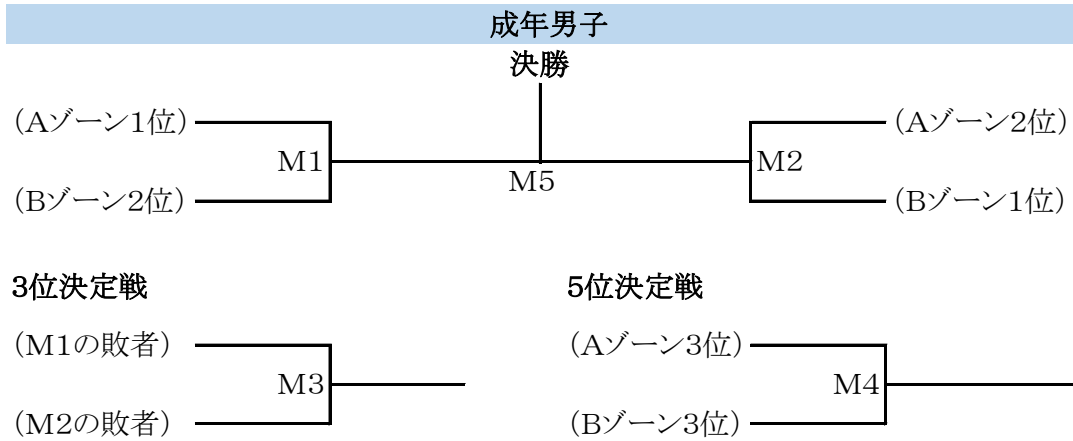 成年男子
決勝
(Aゾーン1位)
(Aゾーン2位)
M1
M2
M5
(Bゾーン2位)
(Bゾーン1位)
3位決定戦
5位決定戦
(M1の敗者)
(Aゾーン3位)
M3
M4
(M2の敗者)
(Bゾーン3位)